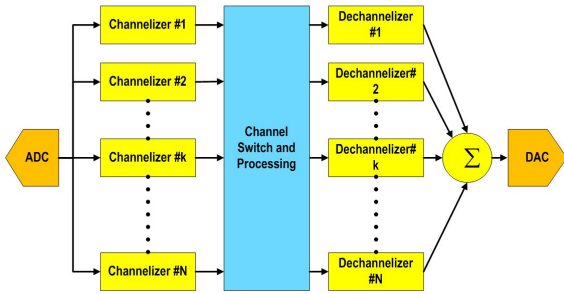 ADC
Channelizer #1
Channelizer #2
Channelizer #k
Channelizer #N
Channel
Switch and
Processing
Dechannelizer
#1
Dechannelizer#
2
Dechannelizer#
k
Dechannelizer
#N
Σ
DAC